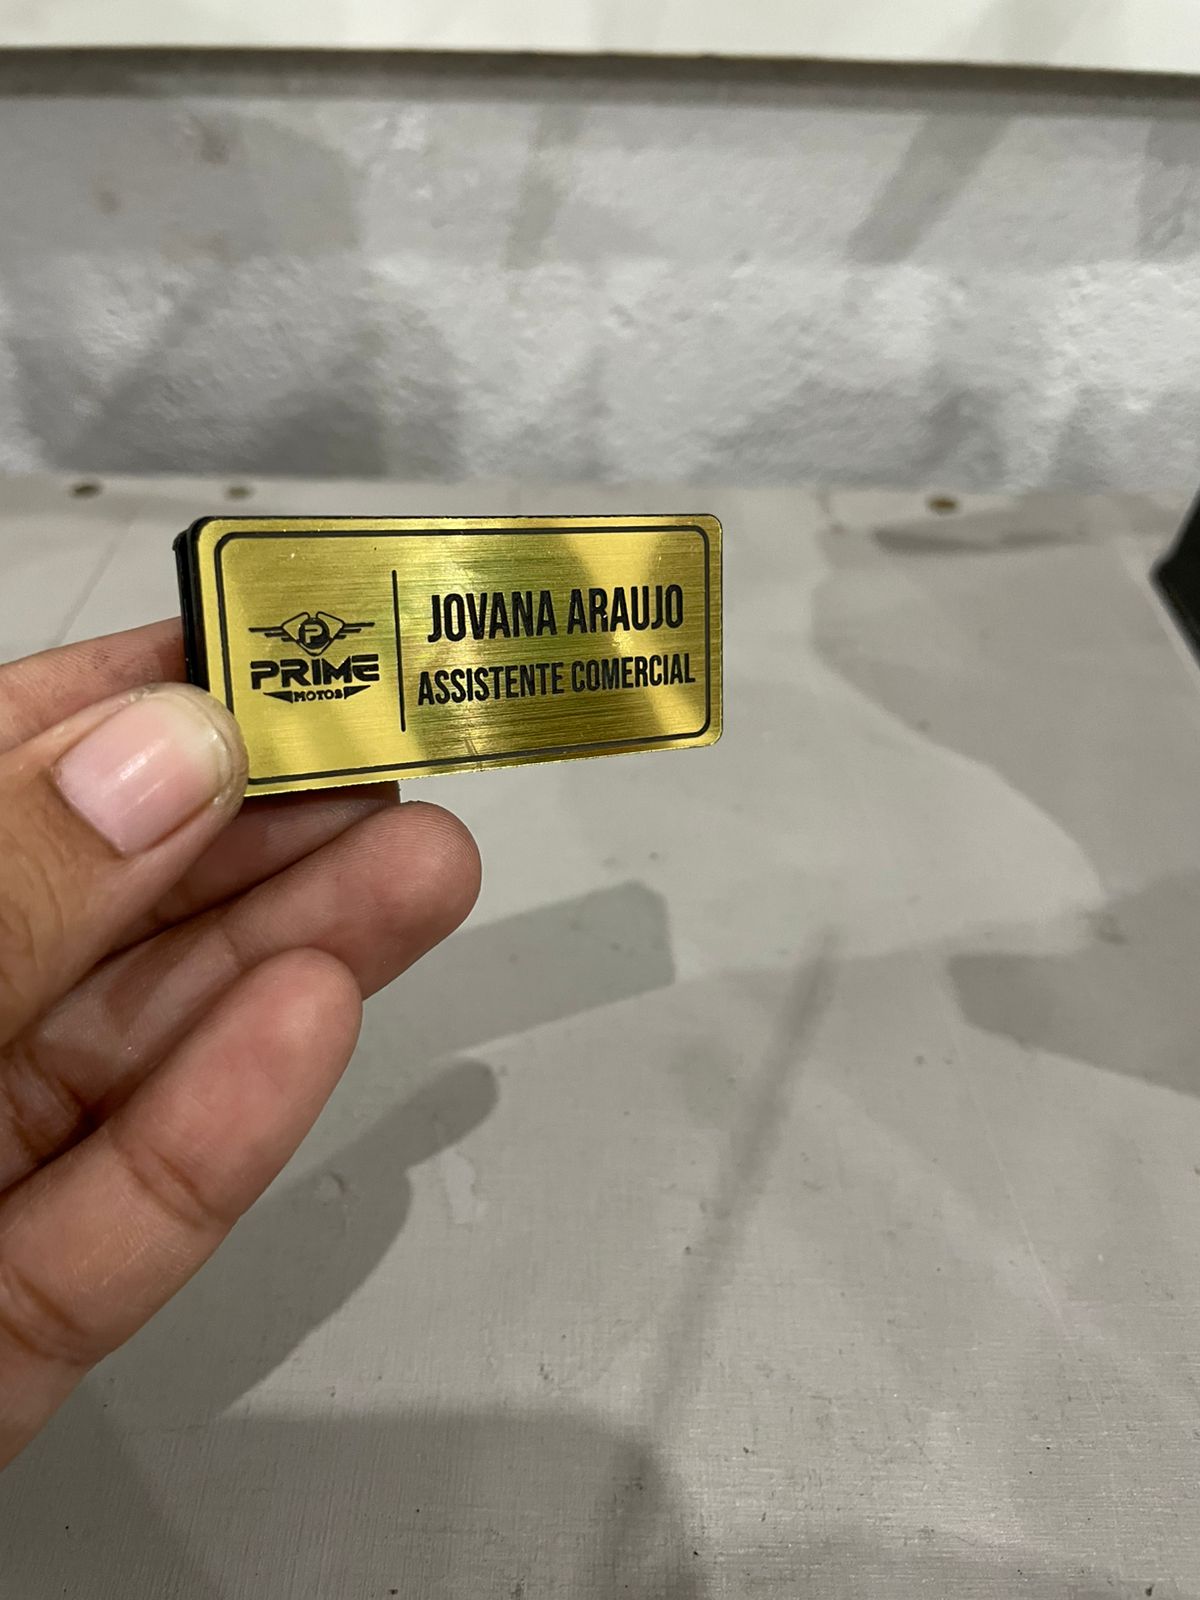 P
PRIME
MOTOS
JOVANA ARAUJO
ASSISTENTE COMERCIAL